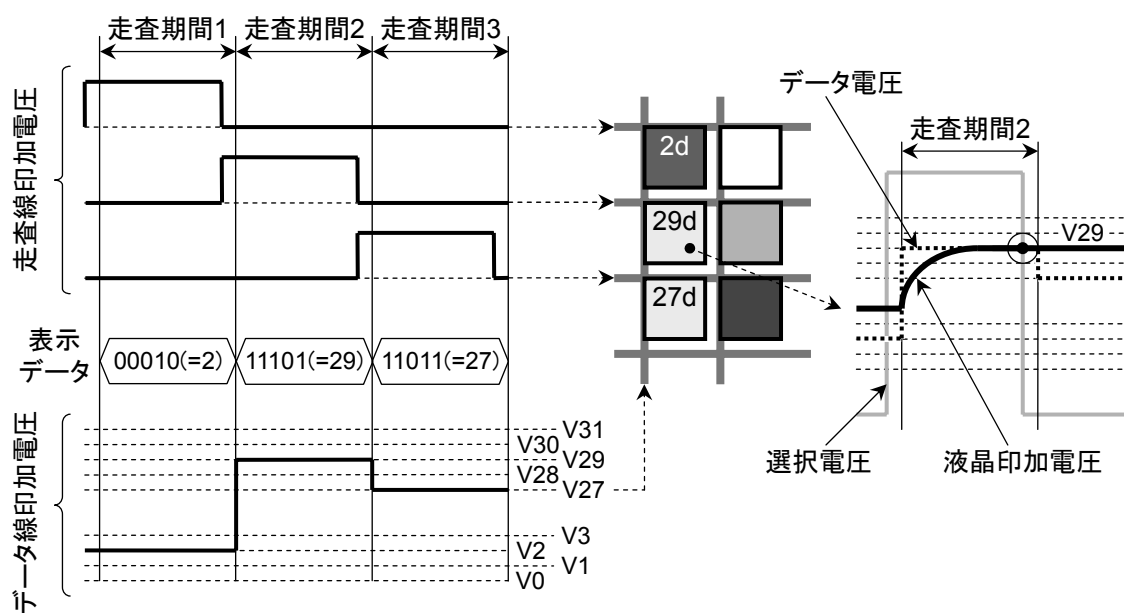 走査期間1 走査期間2 走査期間3
走査線印加電圧
2d
29d
27d
データ電圧
走査期間2
V29
選択電圧 液晶印加電圧
表示
データ
00010(=2) 11101(=29) 11011(=27)
データ線印加電圧
V31
V30
V29
V28
V27
V3
V2
V1
V0